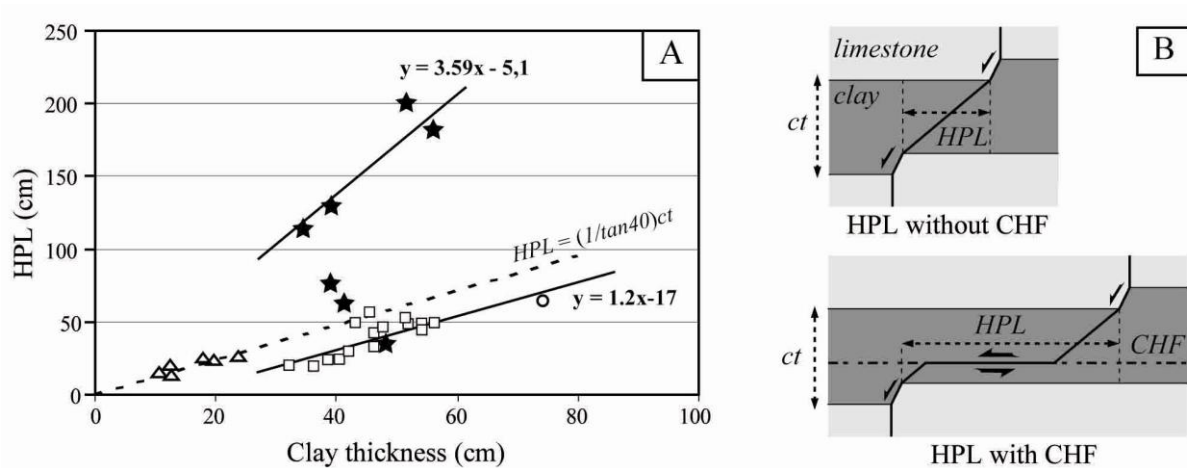 A
250
200
150
100
50
0
HPL (cm)
y = 3.59x - 5,1
HPL = (1/tan40)ct
y = 1.2x-17
0 20 40 60 80 100
Clay thickness (cm)
B
limestone
clay
ct
HPL
HPL without CHF
HPL
CHF
ct
HPL with CHF